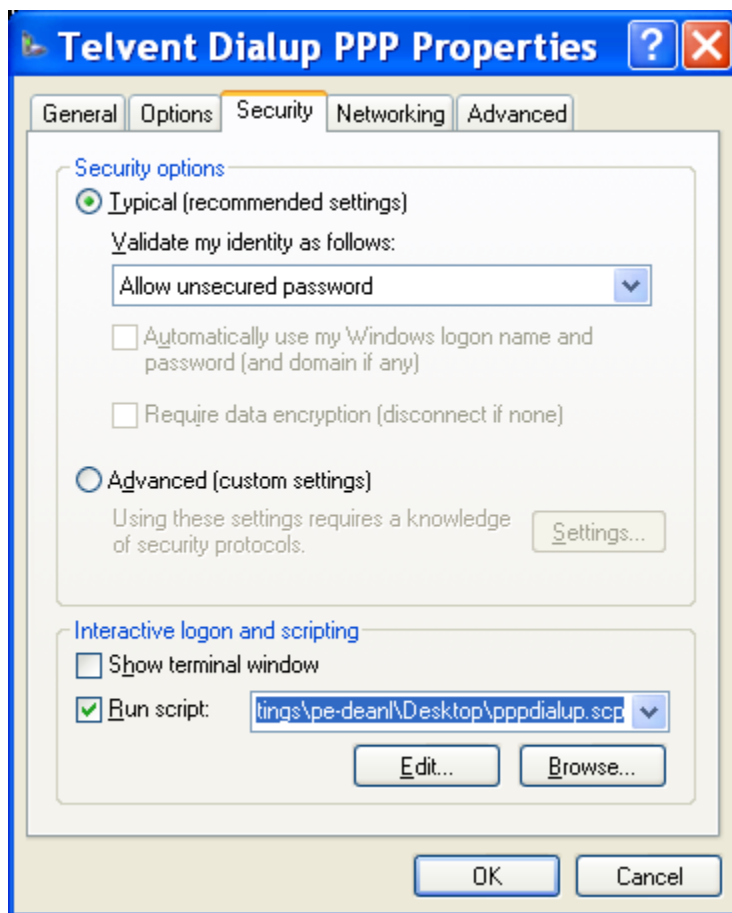 Telvent Dialup PPP Properties
General Options Security Networking Advanced
Security options
Typical (recommended settings)
Validate my identity as follows:
Allow unsecured password
Automatically use my Windows logon name and
password (and domain if any)
Require data encryption (disconnect if none)
Advanced (custom settings)
Using these settings requires a knowledge
of security protocols.
Settings...
Interactive logon and scripting
Show terminal window
Run script: tings\pe-deanl\Desktop\pppdialup.scp
Edit... Browse...
OK Cancel